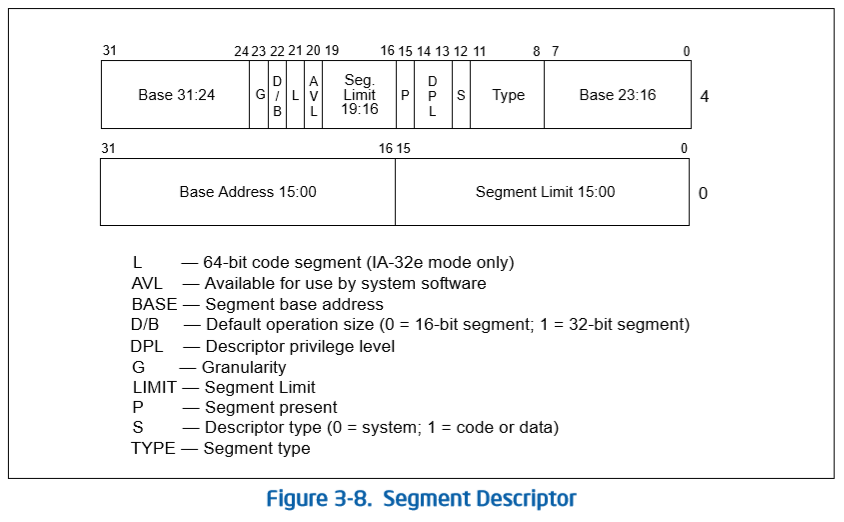 31 24 23 22 21 20 19 16 15 14 13 12 11 8 7 0
Base 31:24 G D/B L AVL Seg. Limit 19:16 P DPL S Type Base 23:16 4
31 16 15 0
Base Address 15:00 Segment Limit 15:00 0
L — 64-bit code segment (IA-32e mode only)
AVL — Available for use by system software
BASE — Segment base address
D/B — Default operation size (0 = 16-bit segment; 1 = 32-bit segment)
DPL — Descriptor privilege level
G — Granularity
LIMIT — Segment Limit
P — Segment present
S — Descriptor type (0 = system; 1 = code or data)
TYPE — Segment type
Figure 3-8. Segment Descriptor